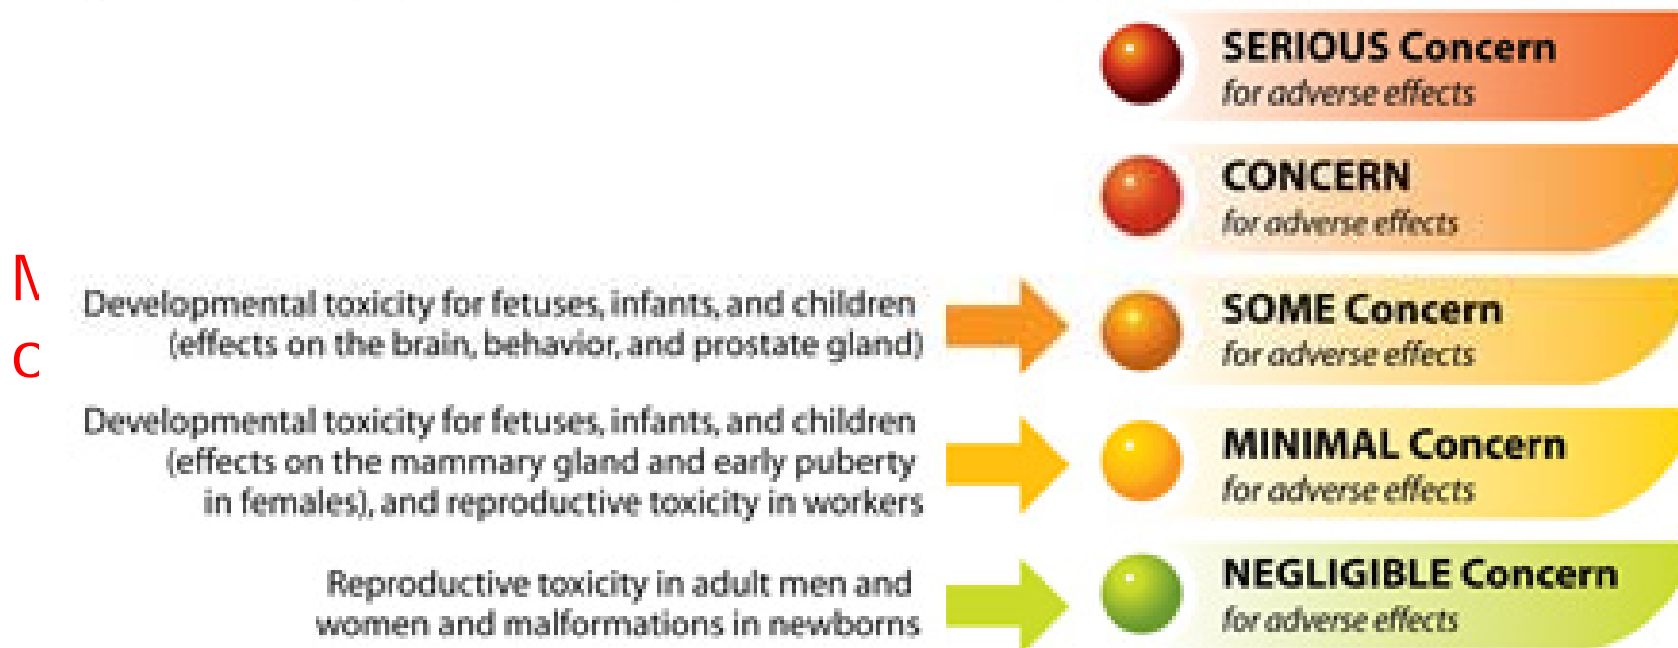 SERIOUS Concern
for adverse effects
CONCERN
for adverse effects
Developmental toxicity for fetuses, infants, and children
(effects on the brain, behavior, and prostate gland)
SOME Concern
for adverse effects
Developmental toxicity for fetuses, infants, and children
(effects on the mammary gland and early puberty
in females), and reproductive toxicity in workers
MINIMAL Concern
for adverse effects
Reproductive toxicity in adult men and
women and malformations in newborns
NEGLIGIBLE Concern
for adverse effects